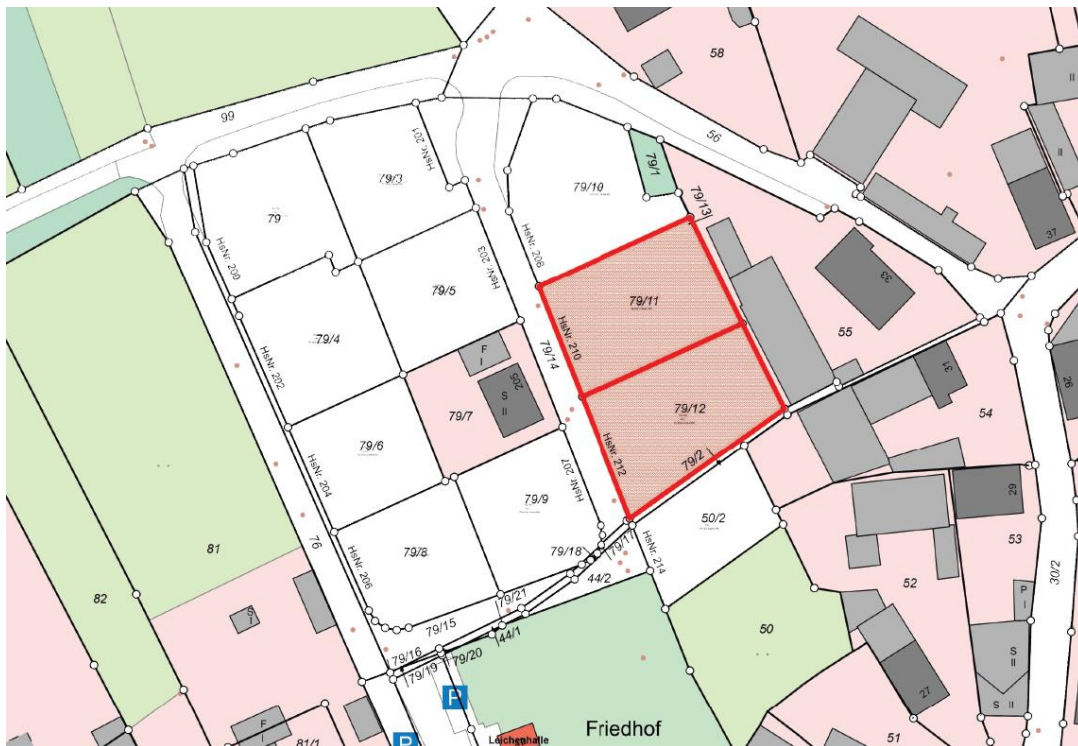 58
II
II
99
56
HsNr. 201
79/3
79/1
79
79/10
79/13
HsNr. 200
HsNr. 203
HsNr. 208
37
33
79/5
79/11
79/4
HsNr. 210
55
HsNr. 202
79/14
F
I
205
S
II
31
26
79/7
79/12
54
79/6
HsNr. 212
79/2
HsNr. 207
HsNr. 204
29
79/9
50/2
53
76
81
79/8
79/18
79/17
HsNr. 214
30/2
82
HsNr. 206
44/2
52
P
I
79/21
S
I
79/15
50
44/1
S
II
79/16
79/20
79/19
27
S II
P
F
I
Friedhof
81/1
P
Leichenhalle
51